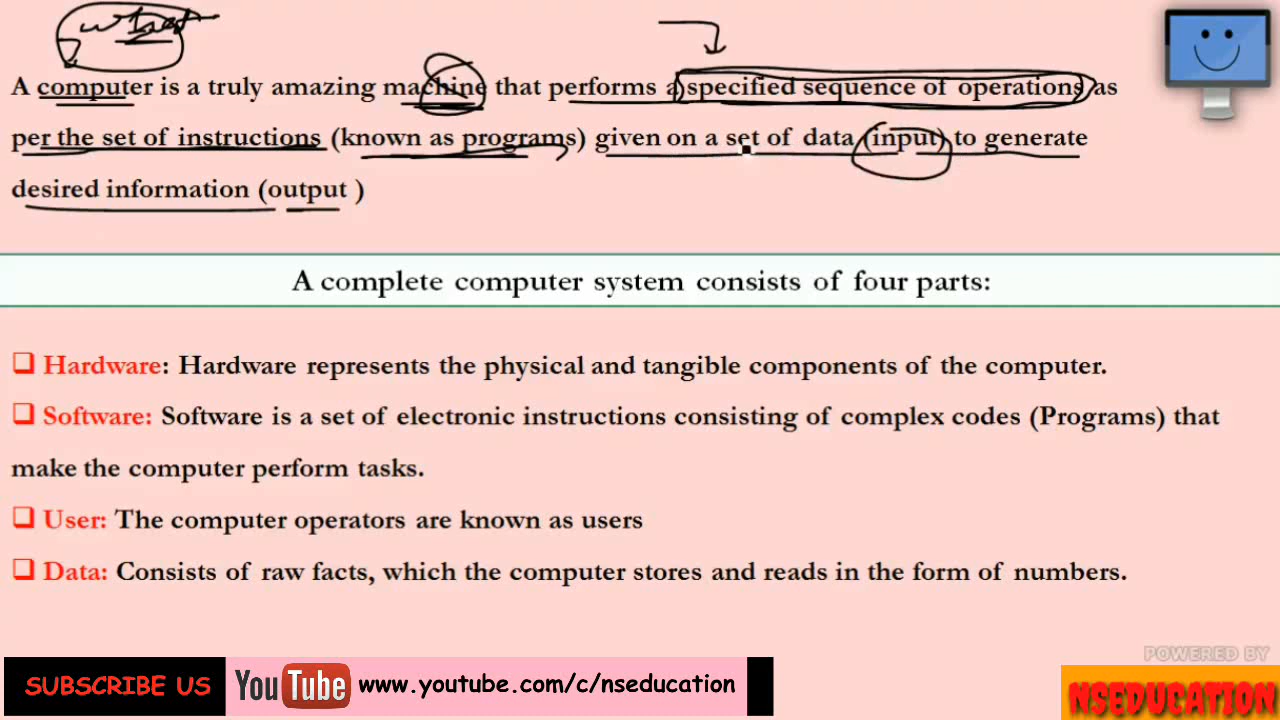 what
A computer is a truly amazing machine that performs a specified sequence of operations as
per the set of instructions (known as programs) given on a set of data (input) to generate
desired information (output )
A complete computer system consists of four parts:
Hardware: Hardware represents the physical and tangible components of the computer.
Software: Software is a set of electronic instructions consisting of complex codes (Programs) that
make the computer perform tasks.
User: The computer operators are known as users
Data: Consists of raw facts, which the computer stores and reads in the form of numbers.
POWERED BY
SUBSCRIBE US YouTube www.youtube.com/c/nseducation
NSEDUCATION